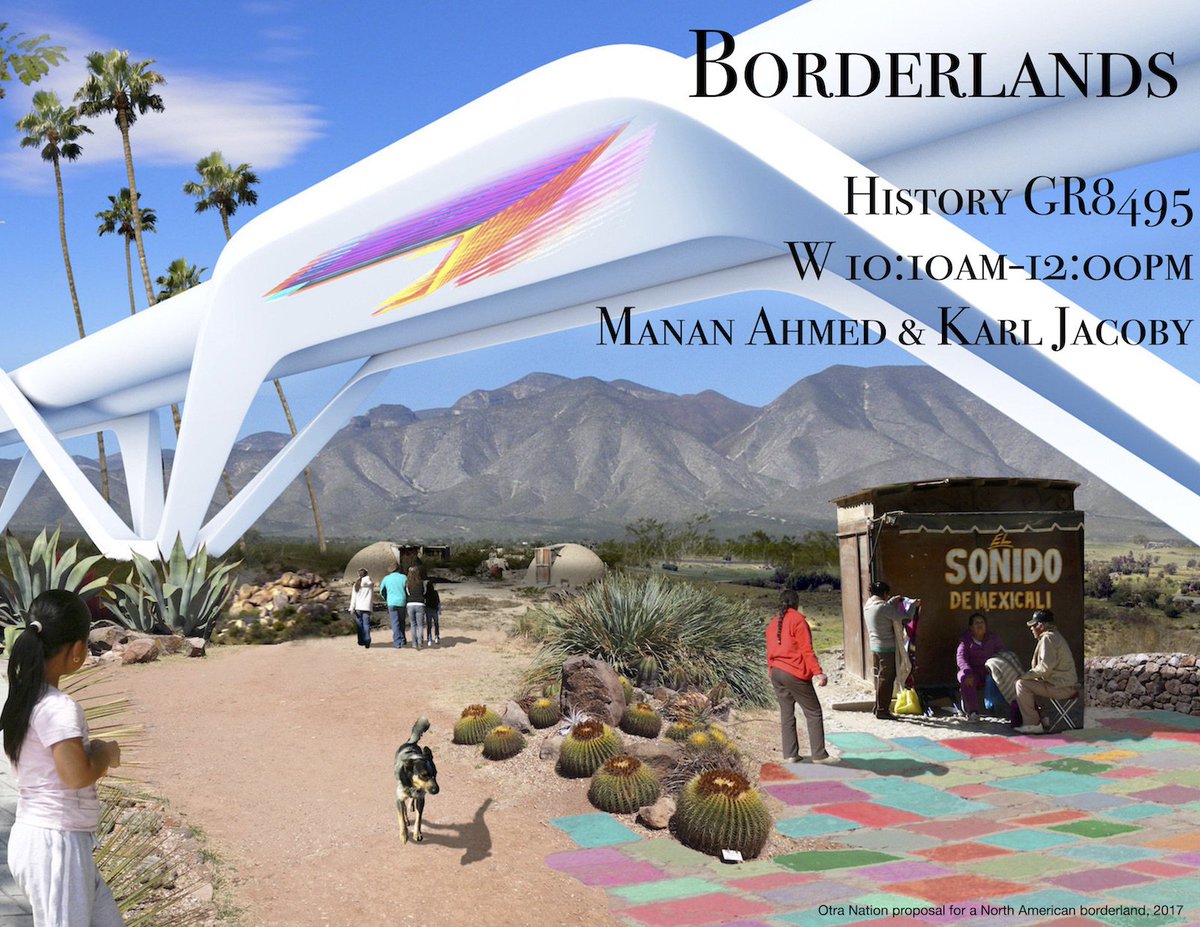 Borderlands
History GR8495
W 10:10am-12:00pm
Manan Ahmed & Karl Jacoby
EL
SONIDO
DE MEXICALI
Otra Nation proposal for a North American borderland, 2017